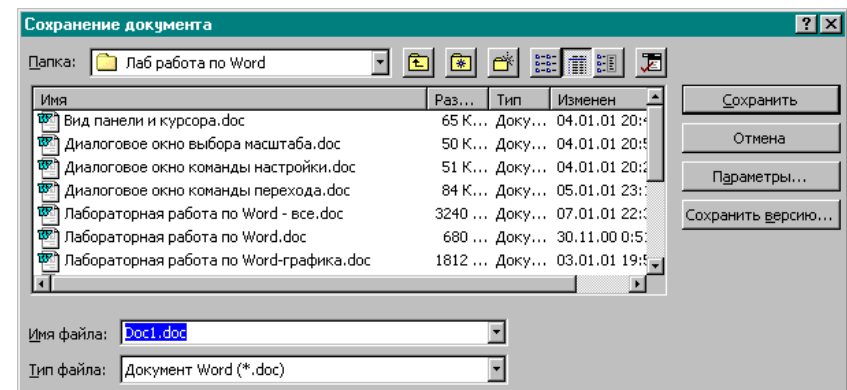 Сохранение документа
Папка: Лаб работа по Word
Имя Раз... Тип Изменен
Вид панели и курсора.doc 65 К... Доку... 04.01.01 20:
Диалоговое окно выбора масштаба.doc 50 К... Доку... 04.01.01 20:
Диалоговое окно команды настройки.doc 51 К... Доку... 04.01.01 20:
Диалоговое окно команды перехода.doc 84 К... Доку... 05.01.01 23:
Лабораторная работа по Word - все.doc 3240 ... Доку... 07.01.01 22:
Лабораторная работа по Word.doc 680 ... Доку... 30.11.00 0:5
Лабораторная работа по Word-графика.doc 1812 ... Доку... 03.01.01 19:
Сохранить
Отмена
Параметры...
Сохранить версию...
Имя файла: Doc1.doc
Тип файла: Документ Word (*.doc)